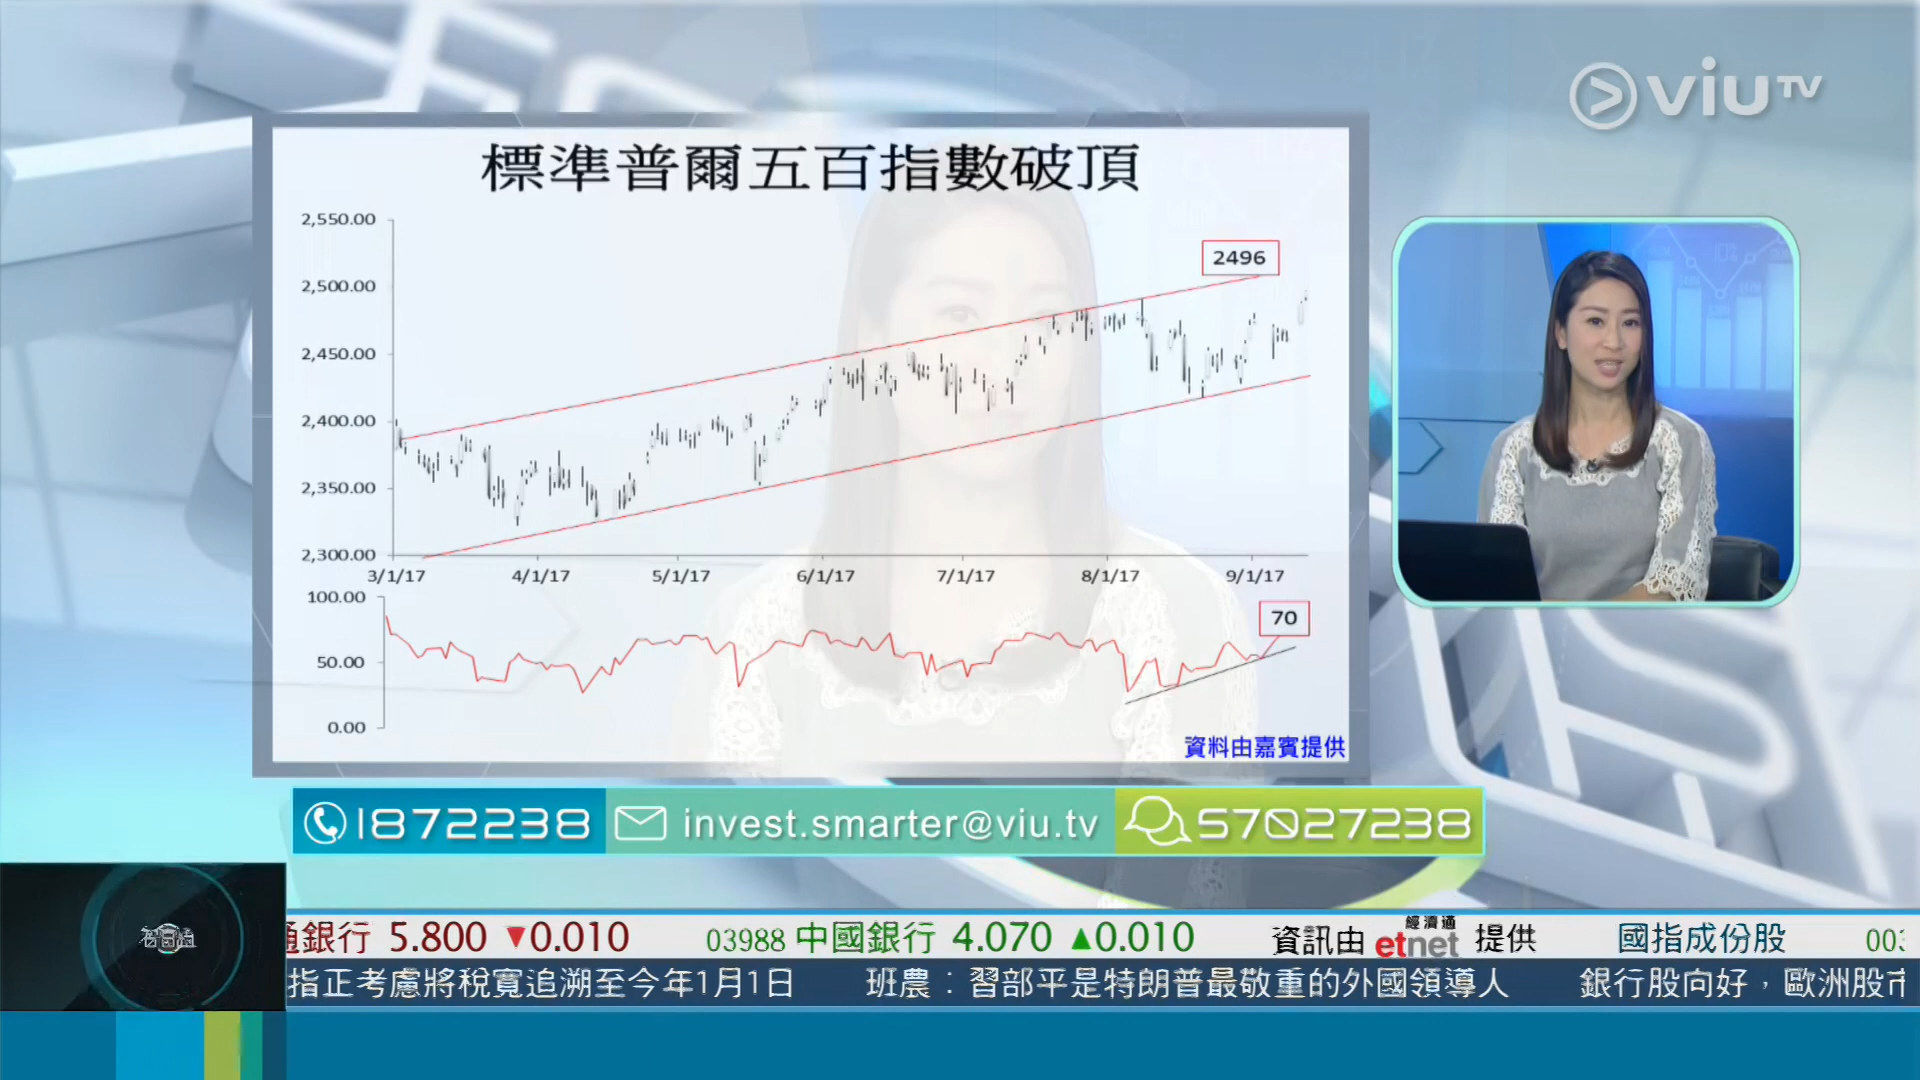 viuTV
標準普爾五百指數破頂
2,550.00
2496
2,500.00
2,450.00
2,400.00
2,350.00
2,300.00
3/1/17 4/1/17 5/1/17 6/1/17 7/1/17 8/1/17 9/1/17
100.00
70
50.00
0.00
資料由嘉賓提供
1872238 invest.smarter@viu.tv 57027238
通銀行 5.800 ▼0.010 03988 中國銀行 4.070 ▲0.010 資訊由 經濟通 etnet 提供 國指成份股 003
指正考慮將稅寬追溯至今年1月1日 班農：習部平是特朗普最敬重的外國領導人 銀行股向好，歐洲股市